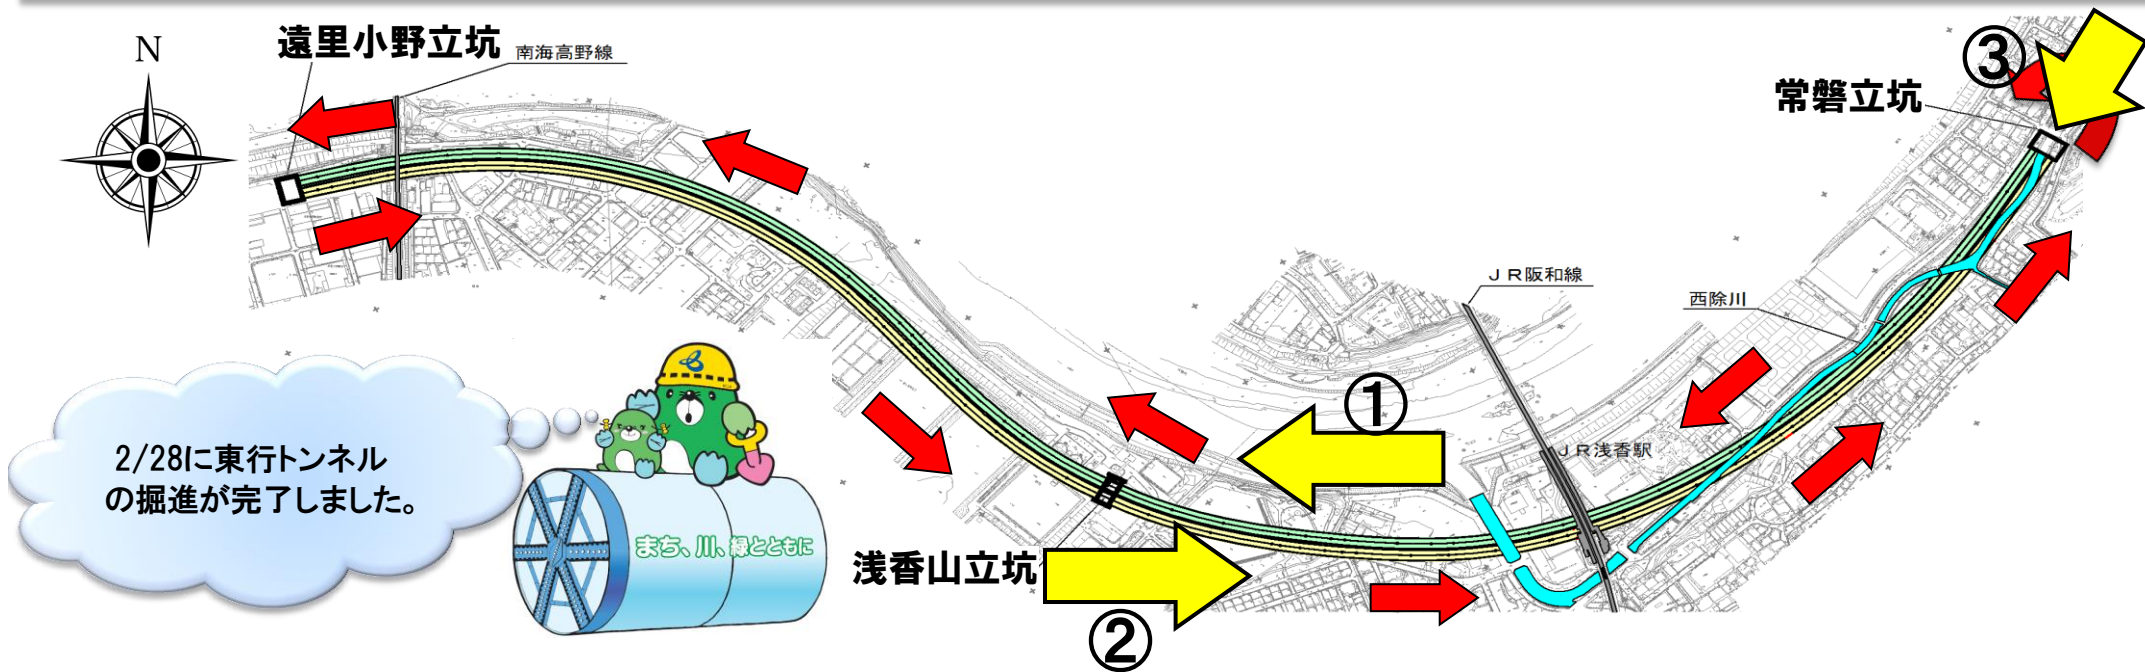 N
遠里小野立坑
南海高野線
③
常磐立坑
JR阪和線
西除川
①
JR浅香駅
2/28に東行トンネル
の掘進が完了しました。
まち、川、緑とともに
浅香山立坑
②